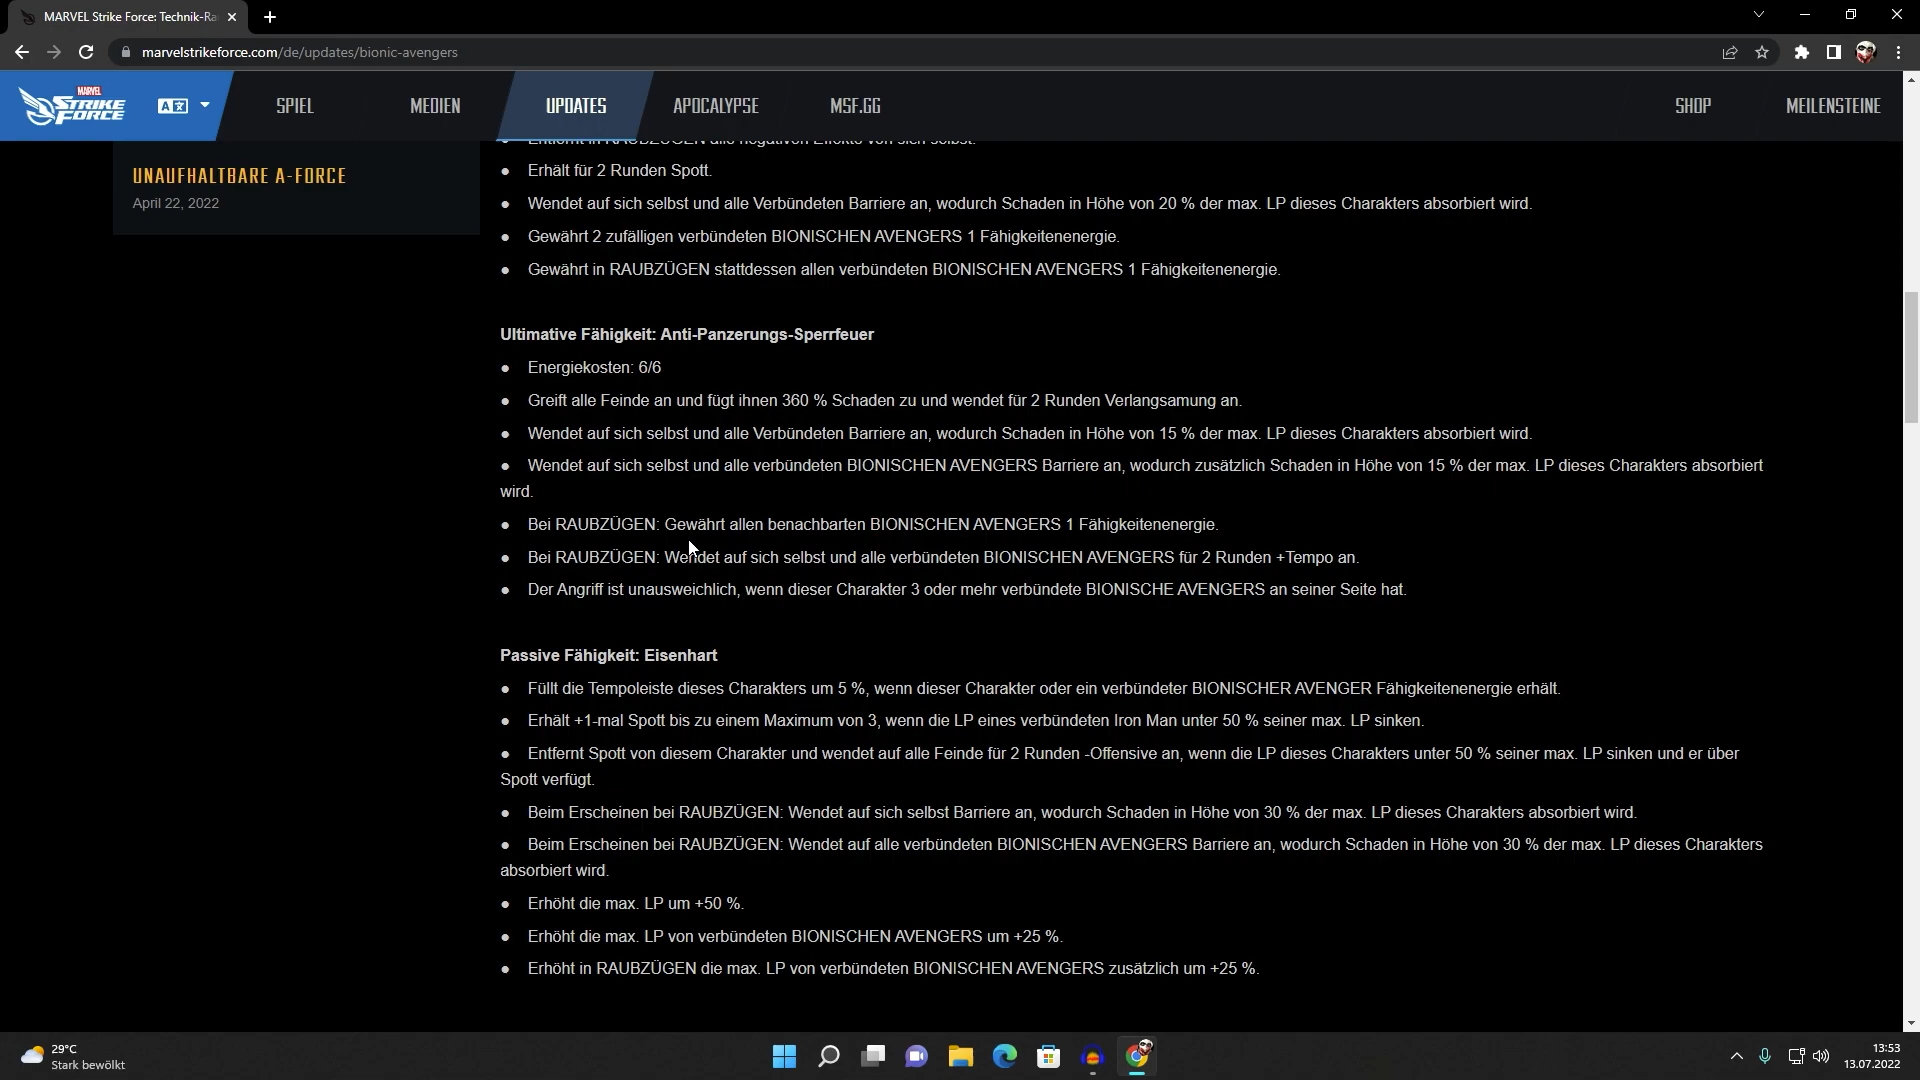 MARVEL Strike Force: Technik-Ra
marvelstrikeforce.com/de/updates/bionic-avengers
MARVEL
STRIKE
FORCE
SPIEL
MEDIEN
UPDATES
APOCALYPSE
MSF.GG
SHOP
MEILENSTEINE
UNAUFHALTBARE A-FORCE
April 22, 2022
Entfernt in RAUBZÜGEN alle negativen Effekte von sich selbst.
● Erhält für 2 Runden Spott.
● Wendet auf sich selbst und alle Verbündeten Barriere an, wodurch Schaden in Höhe von 20 % der max. LP dieses Charakters absorbiert wird.
● Gewährt 2 zufälligen verbündeten BIONISCHEN AVENGERS 1 Fähigkeitenenergie.
● Gewährt in RAUBZÜGEN stattdessen allen verbündeten BIONISCHEN AVENGERS 1 Fähigkeitenenergie.
Ultimative Fähigkeit: Anti-Panzerungs-Sperrfeuer
● Energiekosten: 6/6
● Greift alle Feinde an und fügt ihnen 360 % Schaden zu und wendet für 2 Runden Verlangsamung an.
● Wendet auf sich selbst und alle Verbündeten Barriere an, wodurch Schaden in Höhe von 15 % der max. LP dieses Charakters absorbiert wird.
● Wendet auf sich selbst und alle verbündeten BIONISCHEN AVENGERS Barriere an, wodurch zusätzlich Schaden in Höhe von 15 % der max. LP dieses Charakters absorbiert
wird.
● Bei RAUBZÜGEN: Gewährt allen benachbarten BIONISCHEN AVENGERS 1 Fähigkeitenenergie.
● Bei RAUBZÜGEN: Wendet auf sich selbst und alle verbündeten BIONISCHEN AVENGERS für 2 Runden +Tempo an.
● Der Angriff ist unausweichlich, wenn dieser Charakter 3 oder mehr verbündete BIONISCHE AVENGERS an seiner Seite hat.
Passive Fähigkeit: Eisenhart
● Füllt die Tempoleiste dieses Charakters um 5 %, wenn dieser Charakter oder ein verbündeter BIONISCHER AVENGER Fähigkeitenenergie erhält.
● Erhält +1-mal Spott bis zu einem Maximum von 3, wenn die LP eines verbündeten Iron Man unter 50 % seiner max. LP sinken.
● Entfernt Spott von diesem Charakter und wendet auf alle Feinde für 2 Runden -Offensive an, wenn die LP dieses Charakters unter 50 % seiner max. LP sinken und er über
Spott verfügt.
● Beim Erscheinen bei RAUBZÜGEN: Wendet auf sich selbst Barriere an, wodurch Schaden in Höhe von 30 % der max. LP dieses Charakters absorbiert wird.
● Beim Erscheinen bei RAUBZÜGEN: Wendet auf alle verbündeten BIONISCHEN AVENGERS Barriere an, wodurch Schaden in Höhe von 30 % der max. LP dieses Charakters
absorbiert wird.
● Erhöht die max. LP um +50 %.
● Erhöht die max. LP von verbündeten BIONISCHEN AVENGERS um +25 %.
● Erhöht in RAUBZÜGEN die max. LP von verbündeten BIONISCHEN AVENGERS zusätzlich um +25 %.
29°C
Stark bewölkt
13:53
13.07.2022